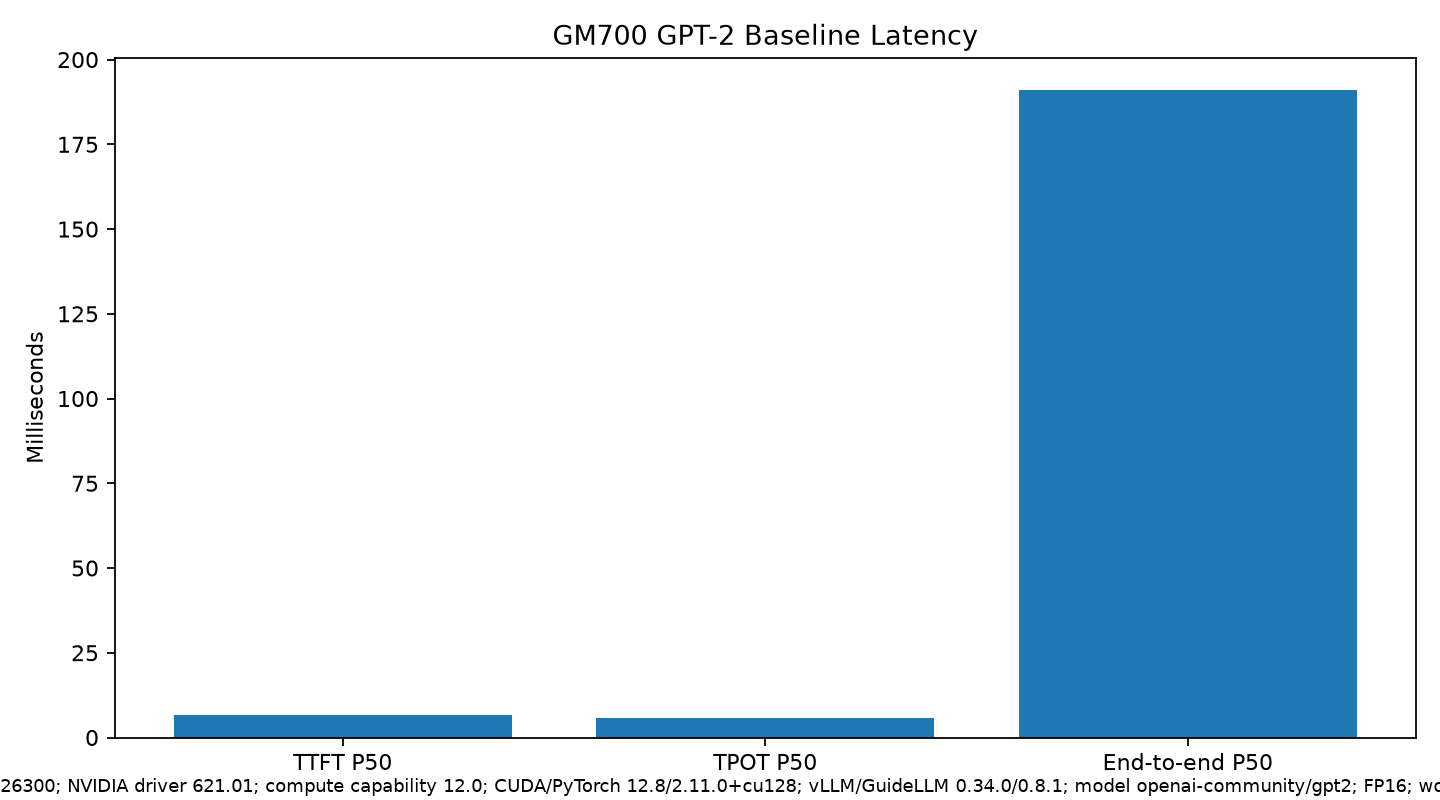 GM700 GPT-2 Baseline Latency
200
175
150
125
100
75
50
25
0
Milliseconds
TTFT P50
TPOT P50
End-to-end P50
26300; NVIDIA driver 621.01; compute capability 12.0; CUDA/PyTorch 12.8/2.11.0+cu128; vLLM/GuideLLM 0.34.0/0.8.1; model openai-community/gpt2; FP16;